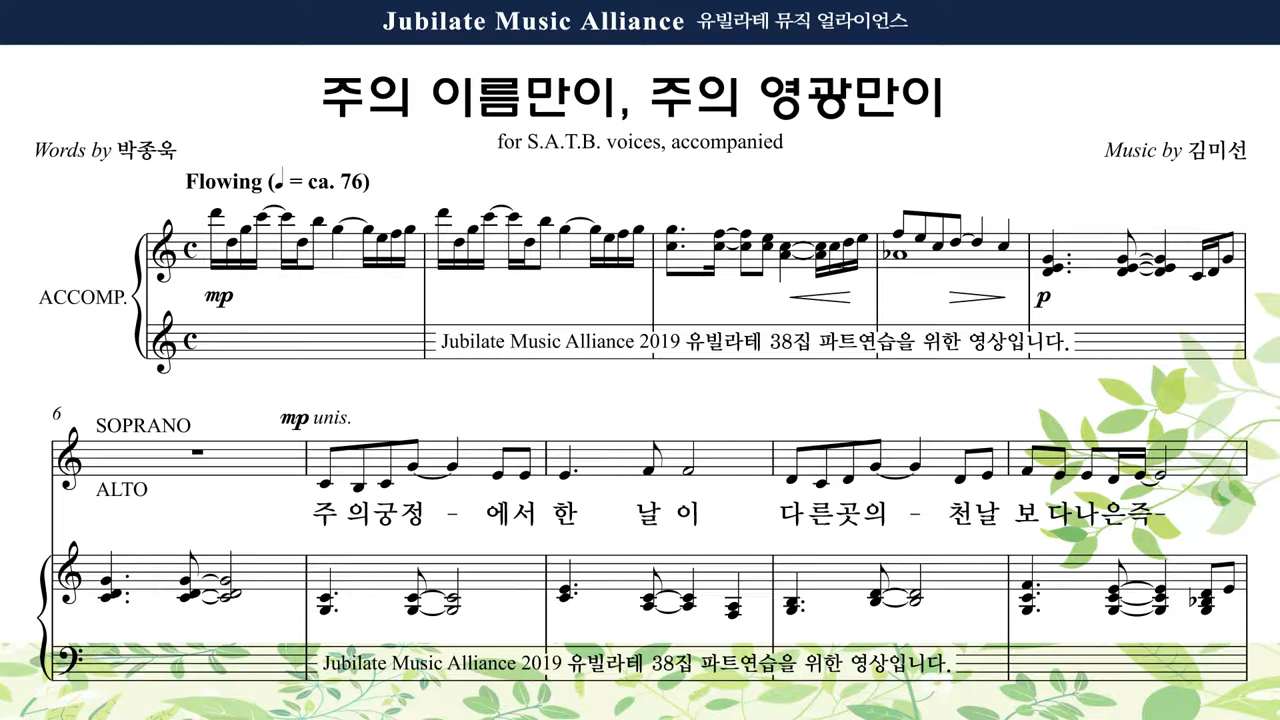 Jubilate Music Alliance 유빌라테 뮤직 얼라이언스
주의 이름만이, 주의 영광만이
for S.A.T.B. voices, accompanied
Words by 박종욱
Music by 김미선
Flowing (♩ = ca. 76)
ACCOMP.
mp
p
Jubilate Music Alliance 2019 유빌라테 38집 파트연습을 위한 영상입니다.
6
SOPRANO
mp unis.
ALTO
주 의궁정 - 에서 한 날 이 다른곳의 - 천날 보 다나은즉-
Jubilate Music Alliance 2019 유빌라테 38집 파트연습을 위한 영상입니다.